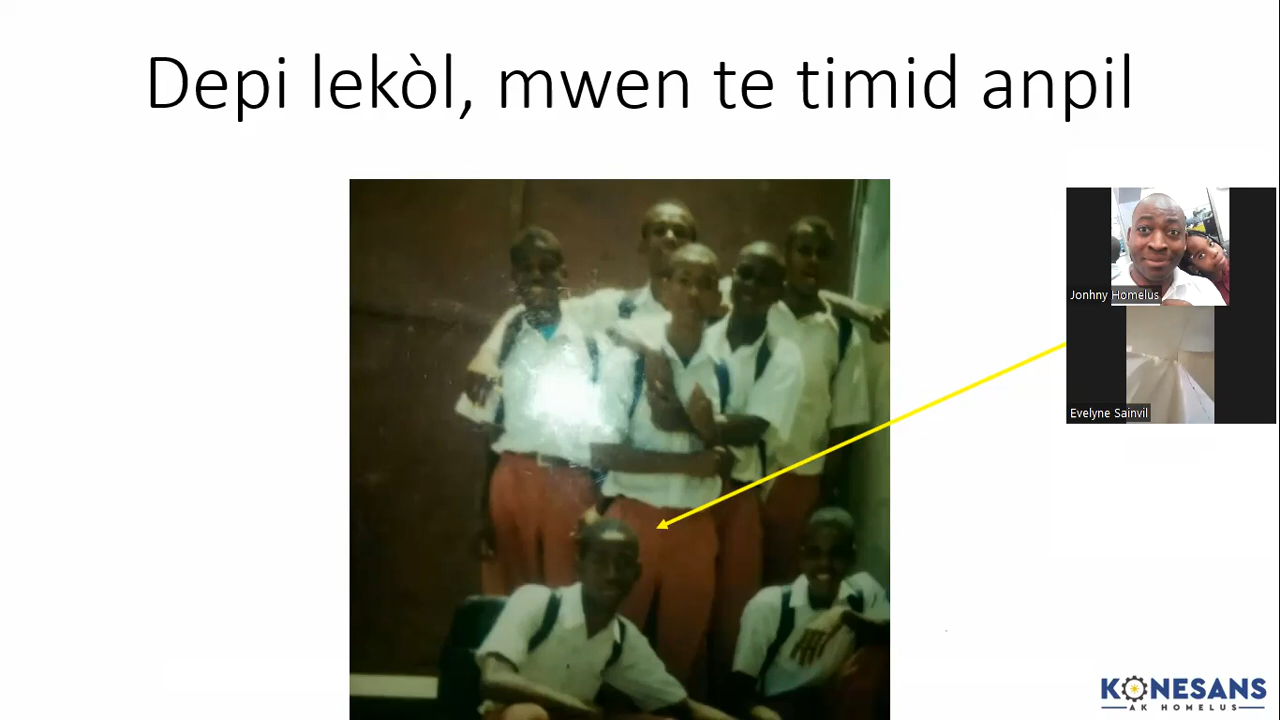 Depi lekòl, mwen te timid anpil
Jonhny Homelus
Evelyne Sainvil
KONESANS
AK HOMELUS